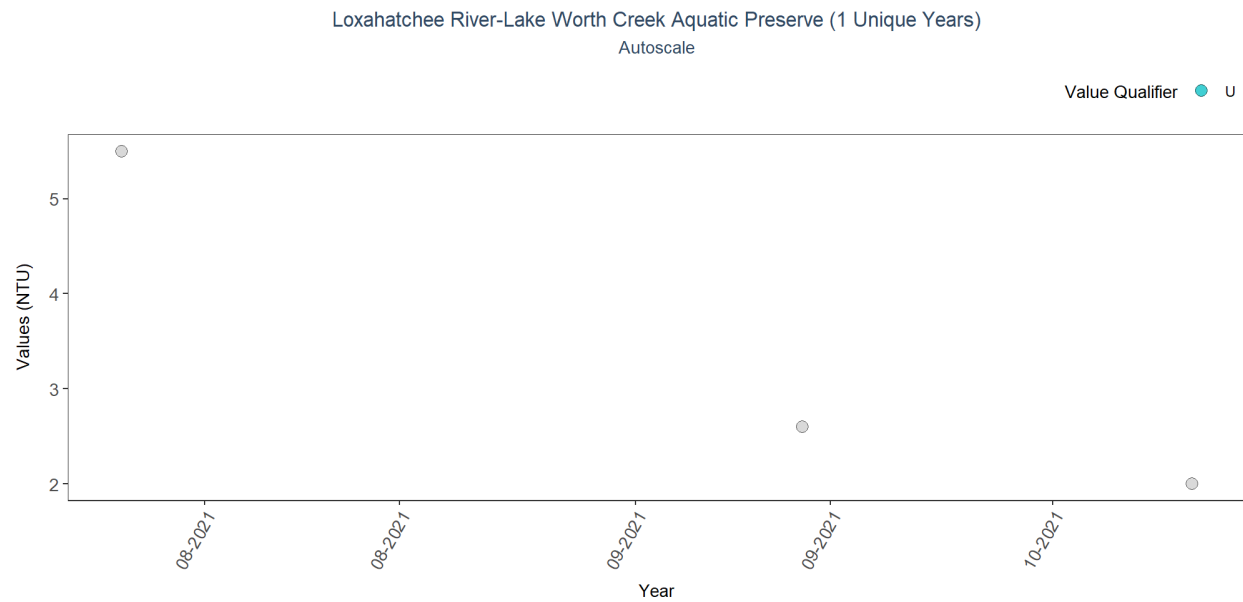 Loxahatchee River-Lake Worth Creek Aquatic Preserve (1 Unique Years)
Autoscale
Value Qualifier U
Values (NTU)
5
4
3
2
08-2021
08-2021
09-2021
09-2021
10-2021
Year